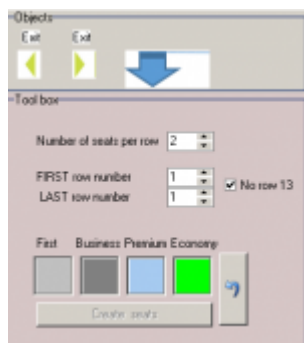 Objects
Exit Exit
Tool box
Number of seats per row 2
FIRST row number 1
LAST row number 1
No row 13
First Business Premium Economy
Create seats